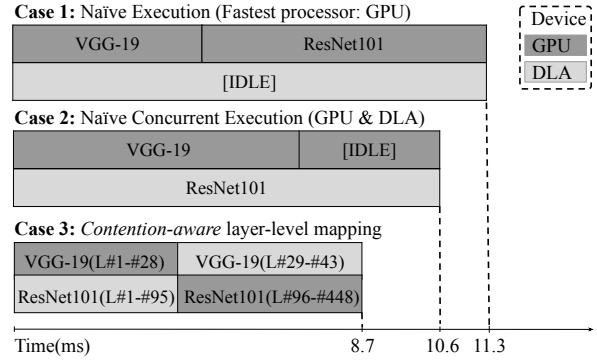 Case 1: Naïve Execution (Fastest processor: GPU)
VGG-19 ResNet101
[IDLE]
Device
GPU
DLA
Case 2: Naïve Concurrent Execution (GPU & DLA)
VGG-19 [IDLE]
ResNet101
Case 3: Contention-aware layer-level mapping
VGG-19(L#1-#28) VGG-19(L#29-#43)
ResNet101(L#1-#95) ResNet101(L#96-#448)
Time(ms) 8.7 10.6 11.3